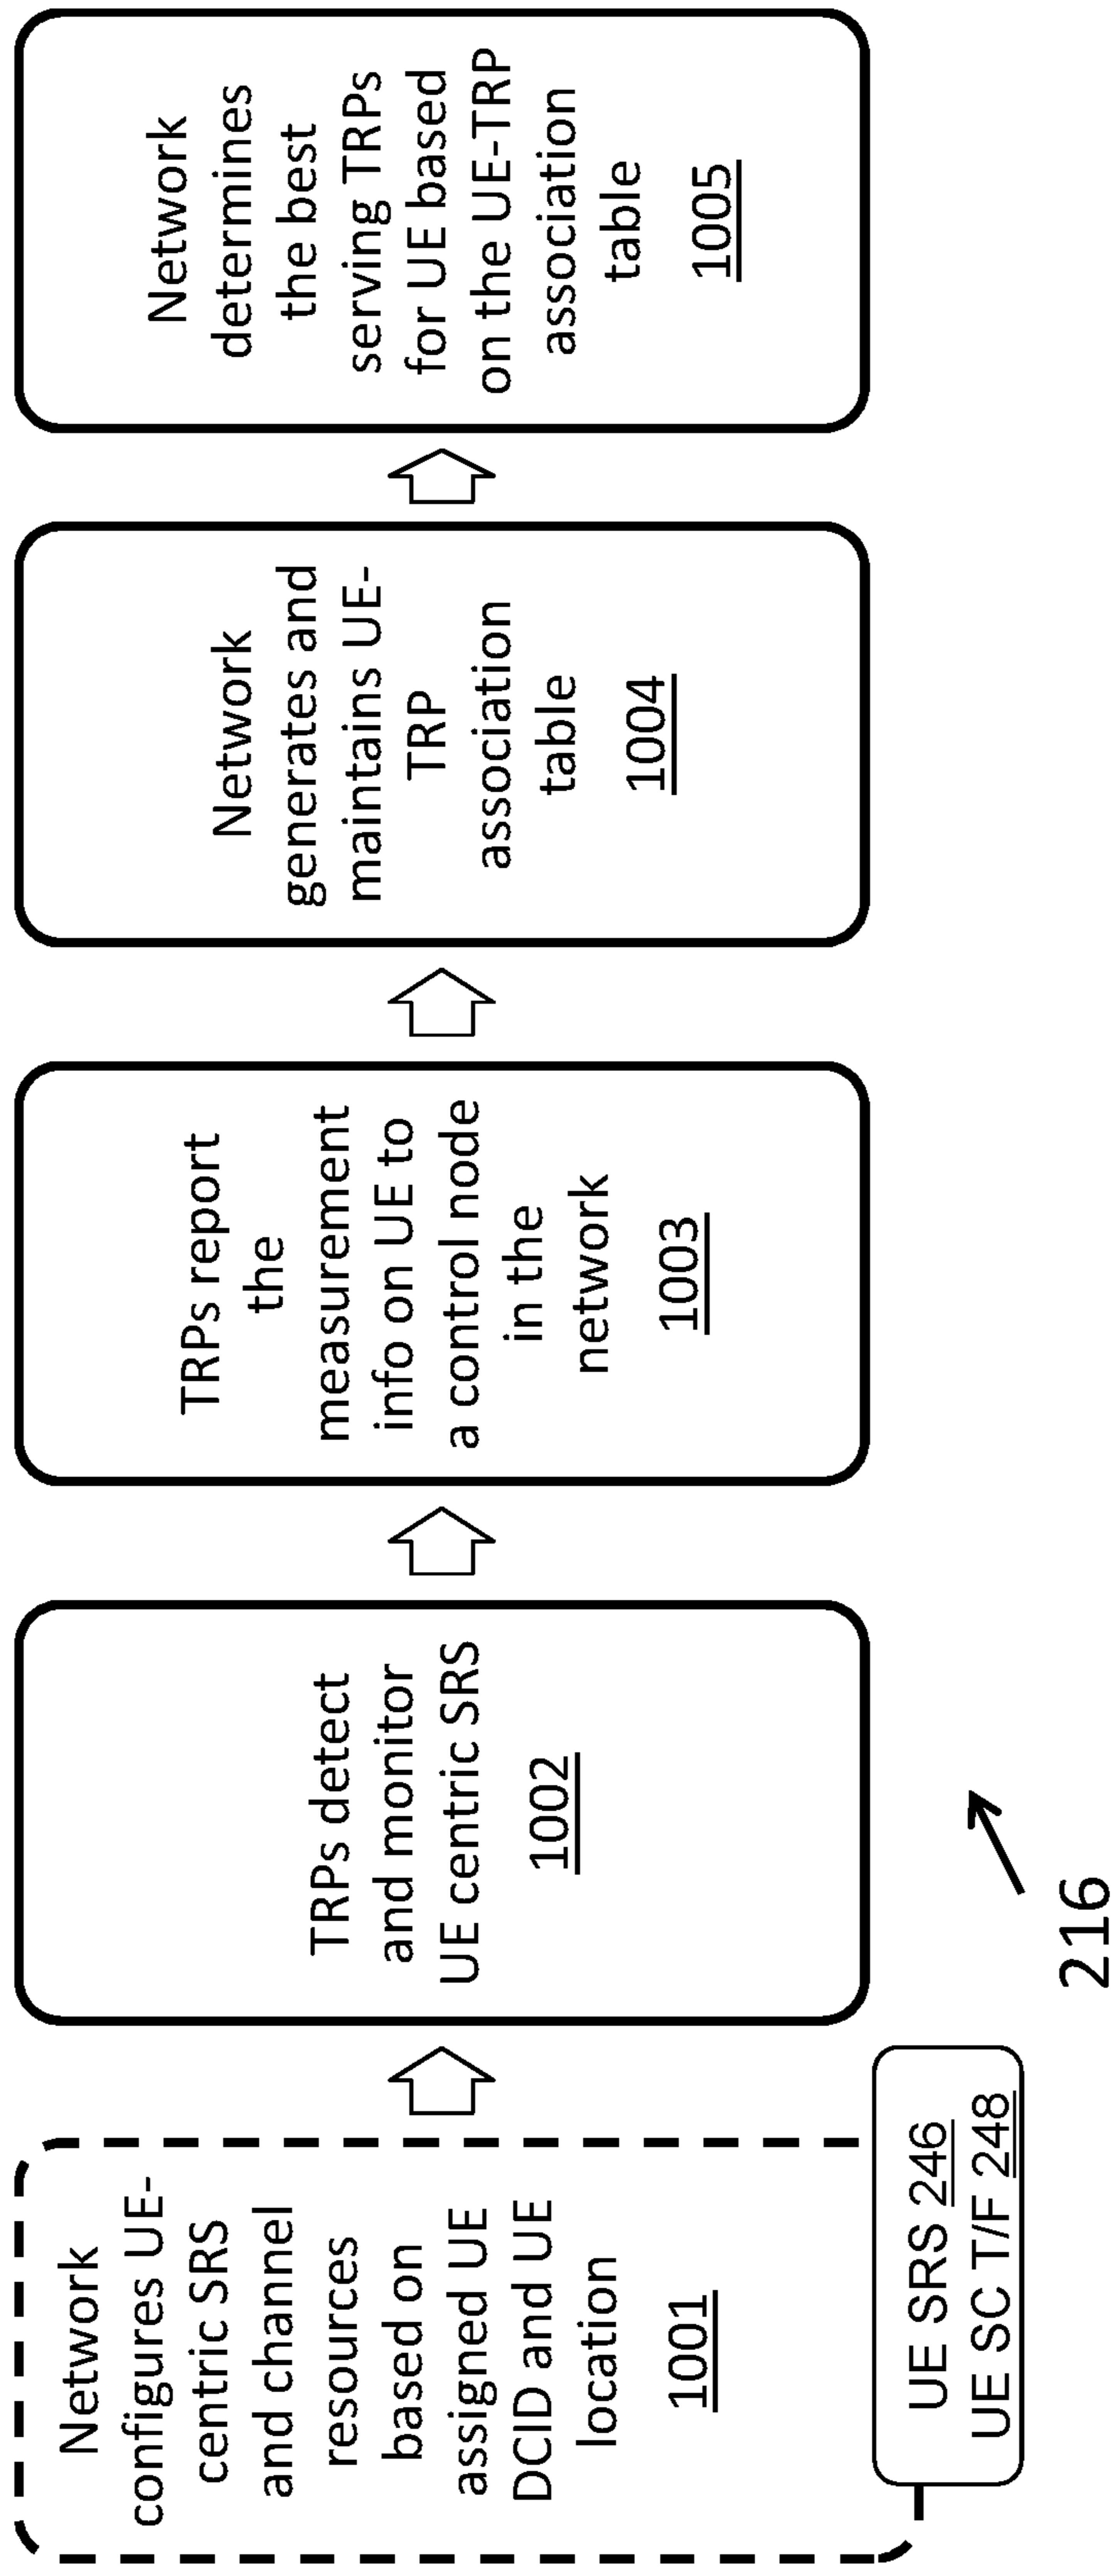 Network
configures UE-
centric SRS
and channel
resources
based on
assigned UE
DCID and UE
location
1001
UE SRS 246
UE SC T/F 248
TRPs detect
and monitor
UE centric SRS
1002
TRPs report
the
measurement
info on UE to
a control node
in the
network
1003
Network
generates and
maintains UE-
TRP
association
table
1004
Network
determines
the best
serving TRPs
for UE based
on the UE-TRP
association
table
1005
216